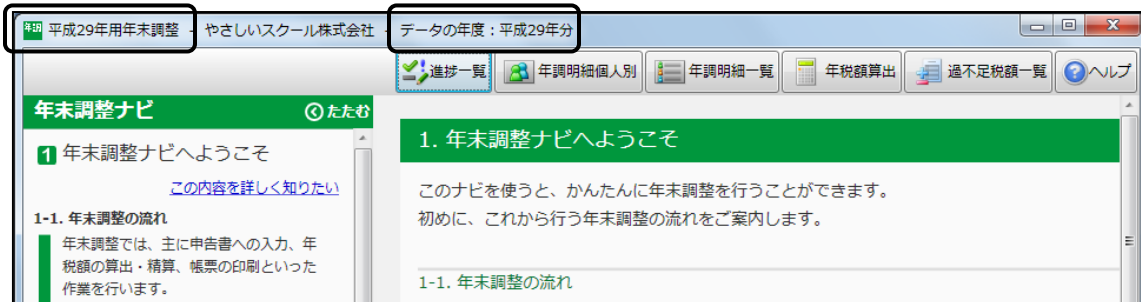 年調 平成29年用年末調整 - やさしいスクール株式会社 - データの年度：平成29年分
進捗一覧 年調明細個人別 年調明細一覧 年税額算出 過不足税額一覧 ヘルプ
年末調整ナビ たたむ
1 年末調整ナビへようこそ
この内容を詳しく知りたい
1-1. 年末調整の流れ
年末調整では、主に申告書への入力、年
税額の算出・精算、帳票の印刷といった
作業を行います。
1. 年末調整ナビへようこそ
このナビを使うと、かんたんに年末調整を行うことができます。
初めに、これから行う年末調整の流れをご案内します。
1-1. 年末調整の流れ